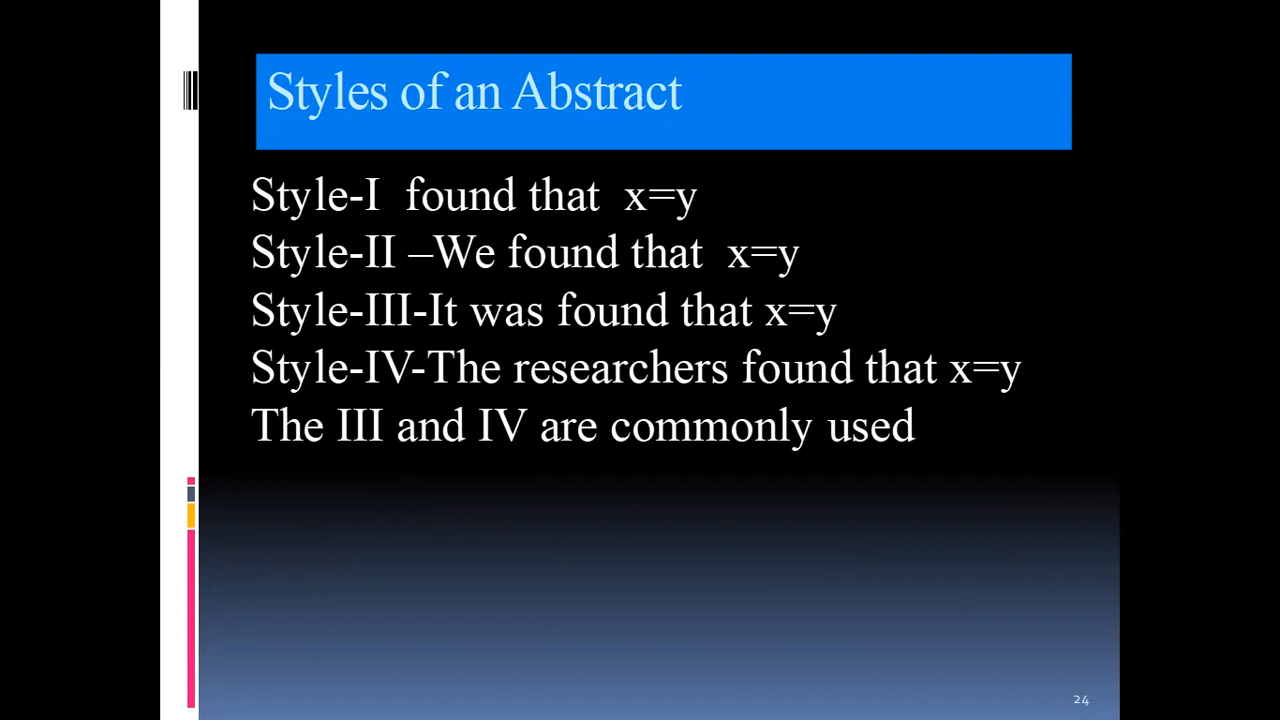 Styles of an Abstract
Style-I  found that  x=y
Style-II –We found that  x=y
Style-III-It was found that x=y
Style-IV-The researchers found that x=y
The III and IV are commonly used
24